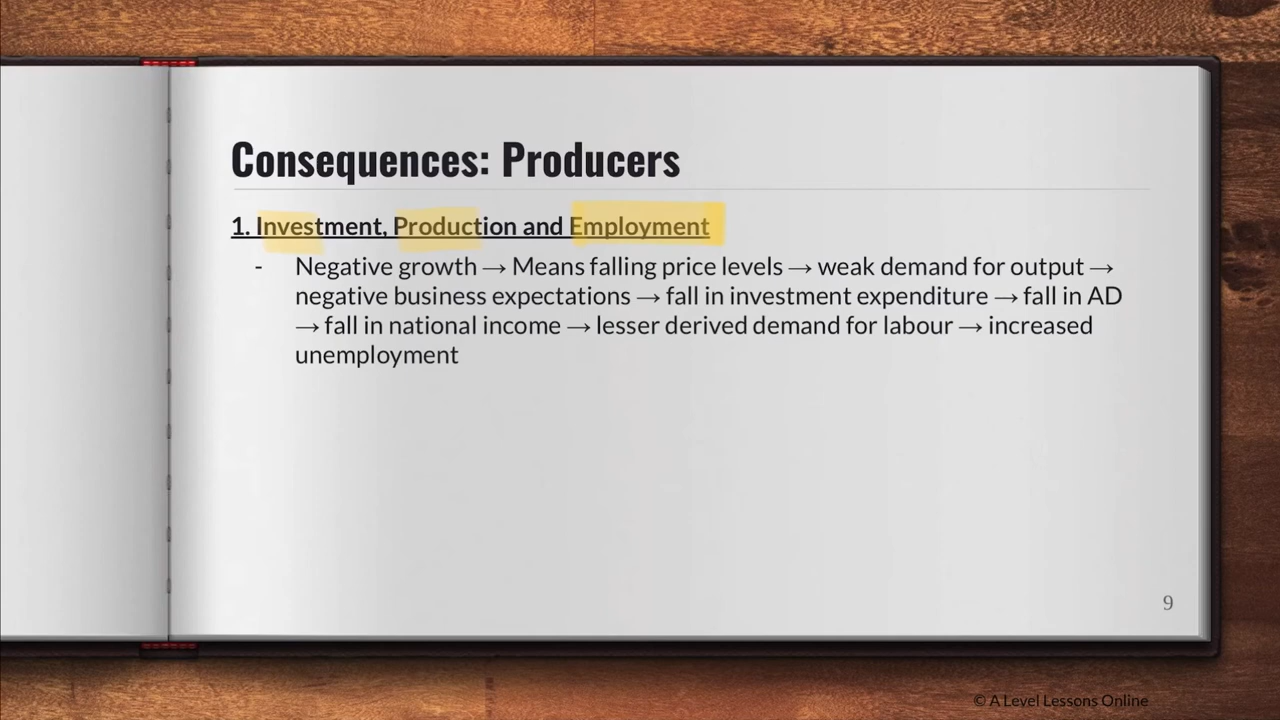 Consequences: Producers
1. Investment, Production and Employment
- Negative growth → Means falling price levels → weak demand for output →
negative business expectations → fall in investment expenditure → fall in AD
→ fall in national income → lesser derived demand for labour → increased
unemployment
9
© A Level Lessons Online